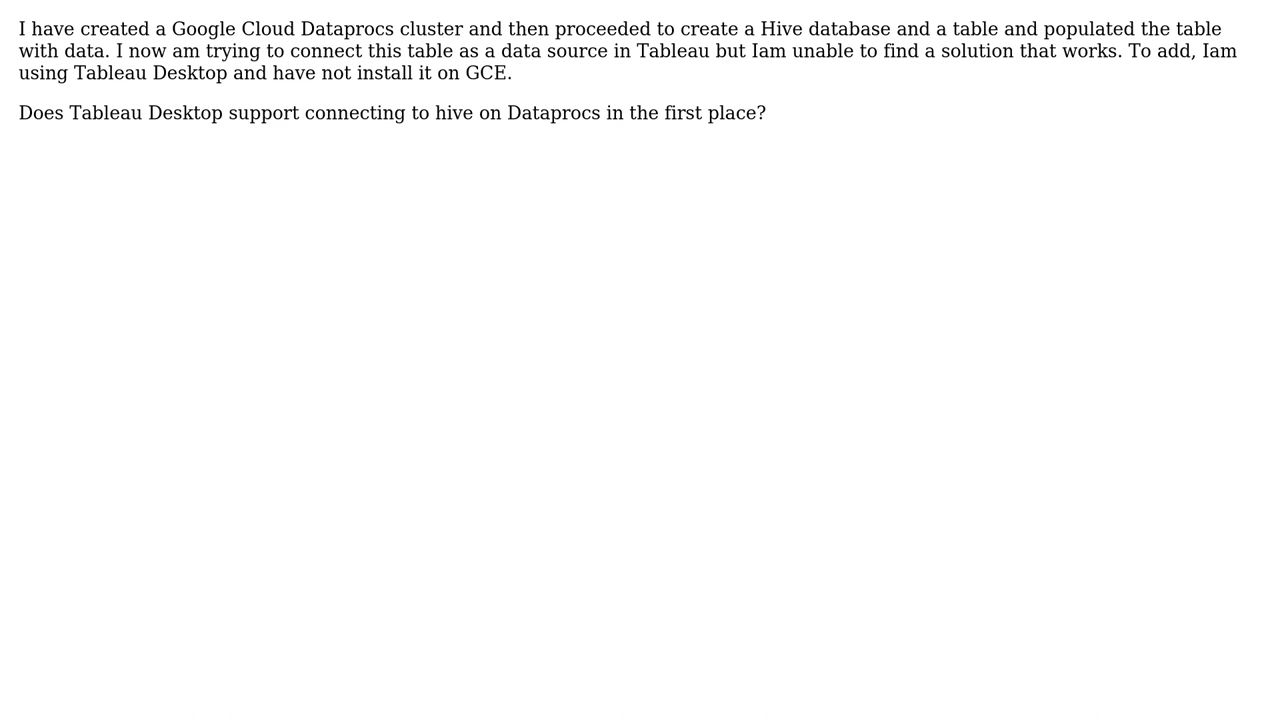 I have created a Google Cloud Dataprocs cluster and then proceeded to create a Hive database and a table and populated the table
with data. I now am trying to connect this table as a data source in Tableau but Iam unable to find a solution that works. To add, Iam
using Tableau Desktop and have not install it on GCE.
Does Tableau Desktop support connecting to hive on Dataprocs in the first place?